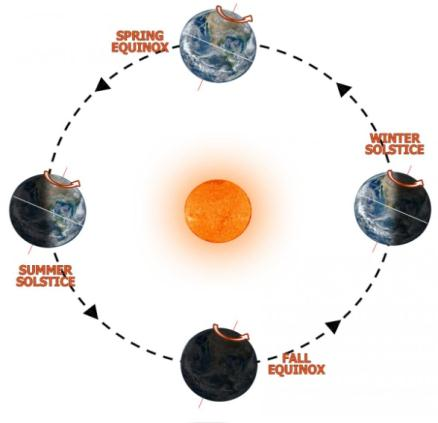 SPRING
EQUINOX
WINTER
SOLSTICE
SUMMER
SOLSTICE
FALL
EQUINOX